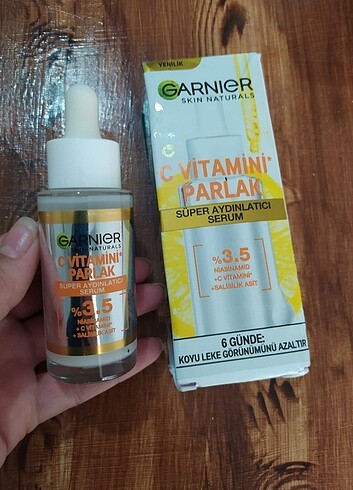 YENİLİK
GARNIER
SKIN NATURALS
C VİTAMİNİ*
PARLAK
SÜPER AYDINLATICI
SERUM
%3.5
NİASİNAMİD
+C VİTAMİNİ*
+SALİSİLİK ASİT
6 GÜNDE:
KOYU LEKE GÖRÜNÜMÜNÜ AZALTIR
GARNIER
SKIN NATURALS
C VİTAMİNİ*
PARLAK
SÜPER AYDINLATICI
SERUM
%3.5
NİASİNAMİD
+C VİTAMİNİ*
+SALİSİLİK ASİT